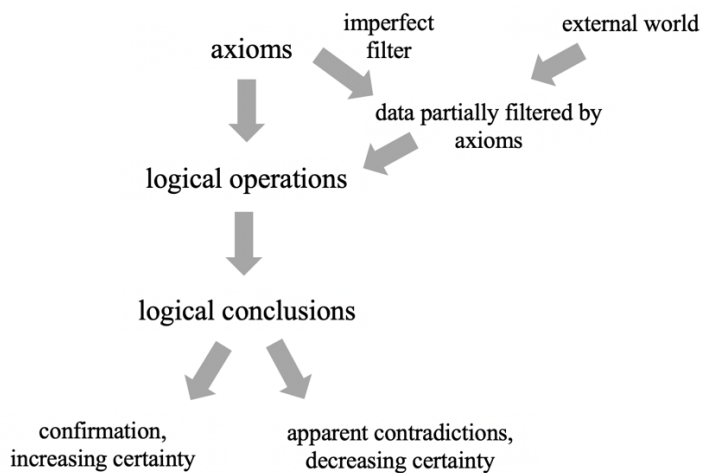 imperfect
filter
external world
axioms
data partially filtered by
axioms
logical operations
logical conclusions
confirmation,
increasing certainty
apparent contradictions,
decreasing certainty